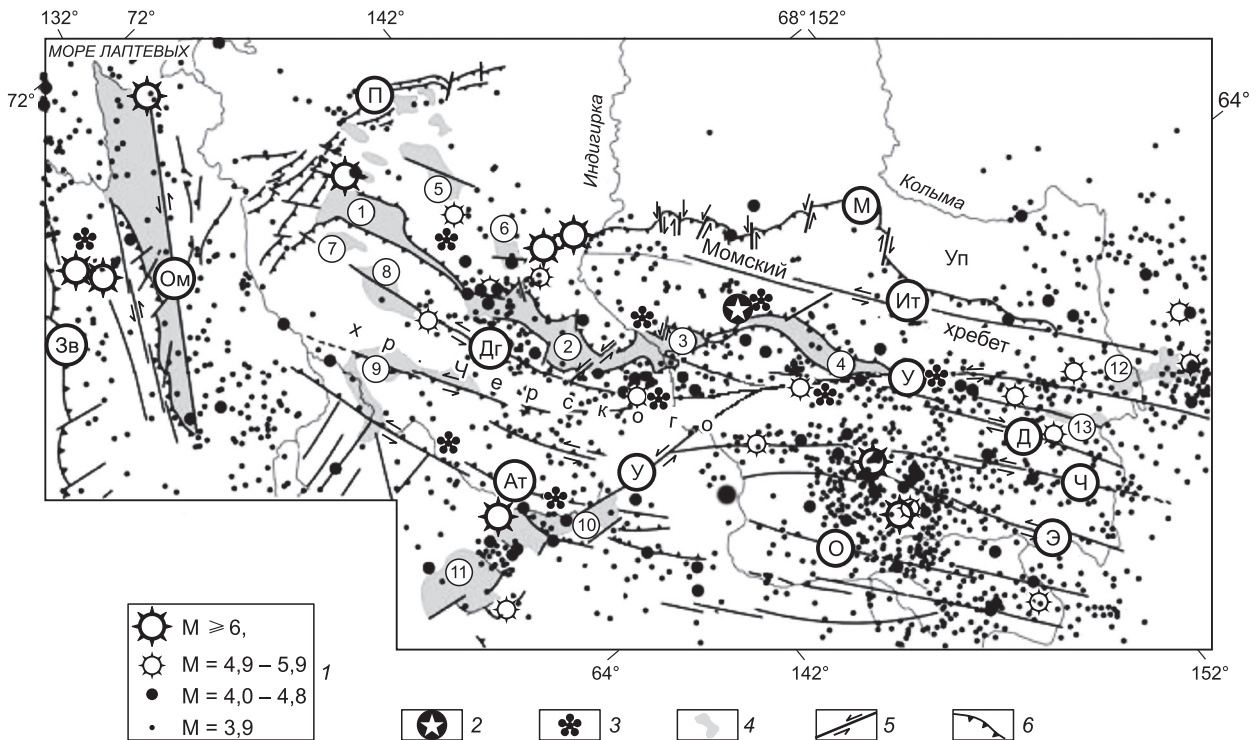 132° 72° 142° 68° 152°
МОРЕ ЛАПТЕВЫХ
72° 64°
П
Индигирка
Колыма
5
1
М
6
7
Уп
8
Момский
Ом
Ит
хребет
Зв
Дг
2
3
4
12
9
хр. Черского
У
13
Д
Ат
У
Ч
10
Э
О
11
64° 142° 152°
М ⩾ 6,
М = 4,9 – 5,9
М = 4,0 – 4,8
М = 3,9
1
2 3 4 5 6